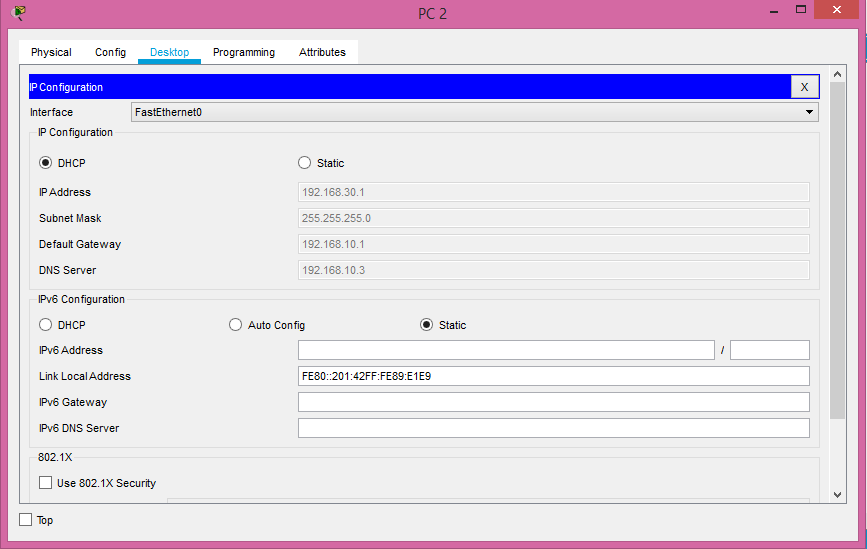 PC 2
Physical Config Desktop Programming Attributes
IP Configuration X
Interface FastEthernet0
IP Configuration
DHCP Static
IP Address 192.168.30.1
Subnet Mask 255.255.255.0
Default Gateway 192.168.10.1
DNS Server 192.168.10.3
IPv6 Configuration
DHCP Auto Config Static
IPv6 Address /
Link Local Address FE80::201:42FF:FE89:E1E9
IPv6 Gateway
IPv6 DNS Server
802.1X
Use 802.1X Security
Top